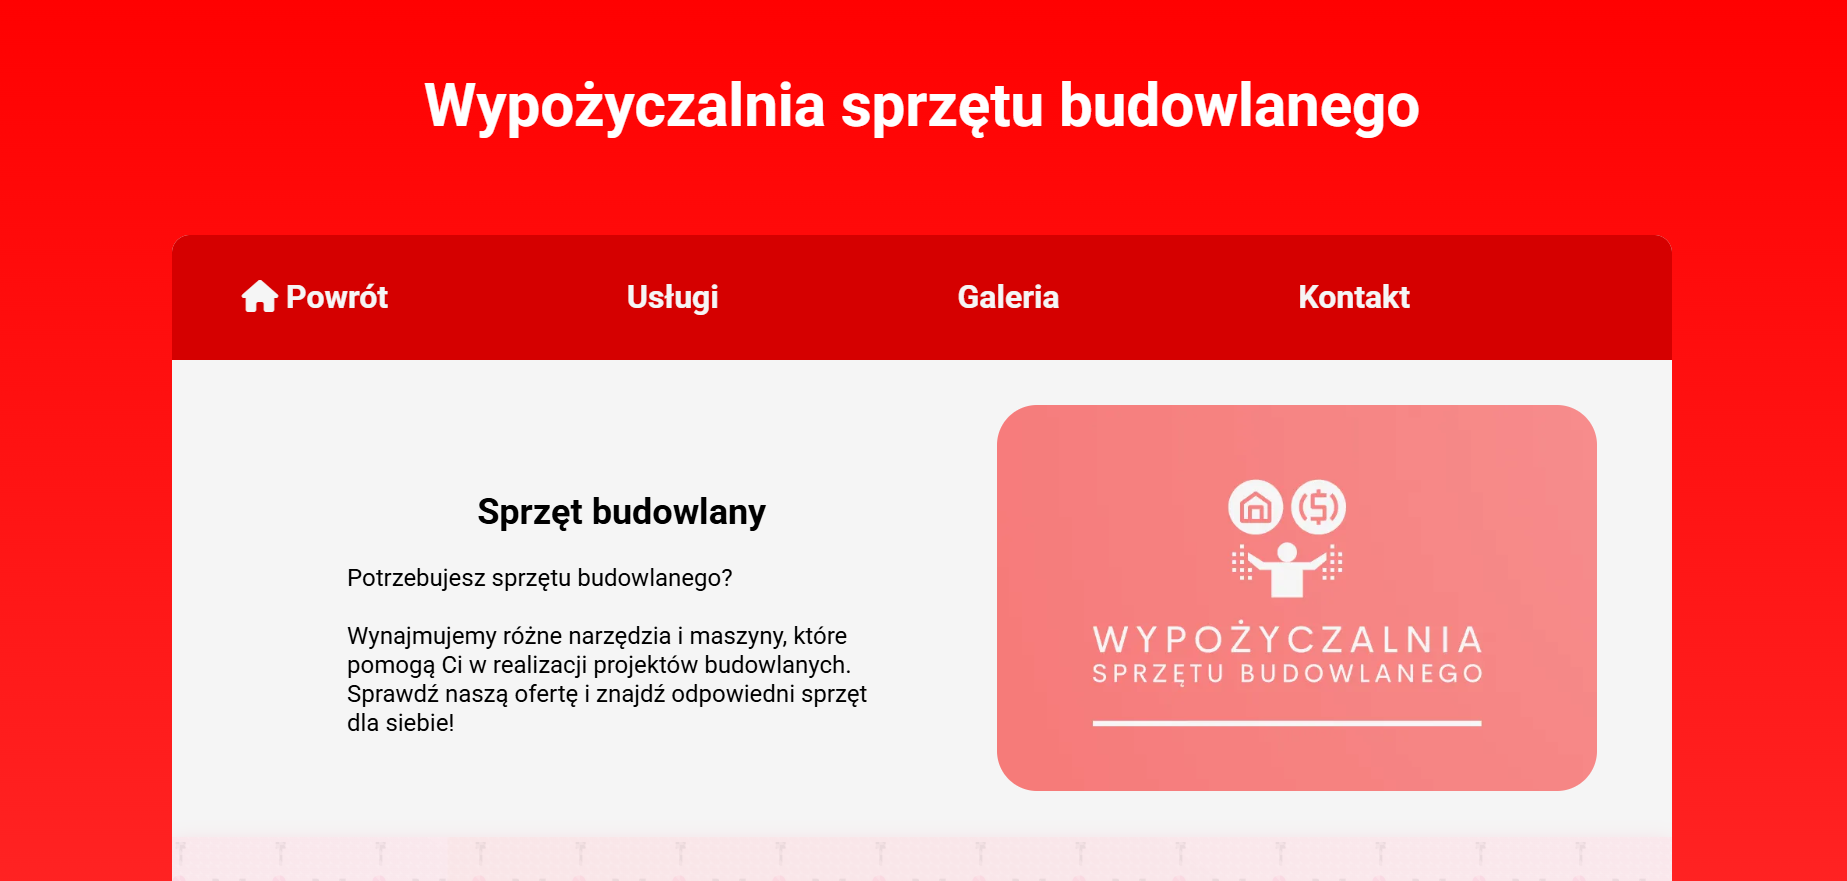 Wypożyczalnia sprzętu budowlanego
Powrót
Usługi
Galeria
Kontakt
Sprzęt budowlany
Potrzebujesz sprzętu budowlanego?
Wynajmujemy różne narzędzia i maszyny, które
pomogą Ci w realizacji projektów budowlanych.
Sprawdź naszą ofertę i znajdź odpowiedni sprzęt
dla siebie!
WYPOŻYCZALNIA
SPRZĘTU BUDOWLANEGO